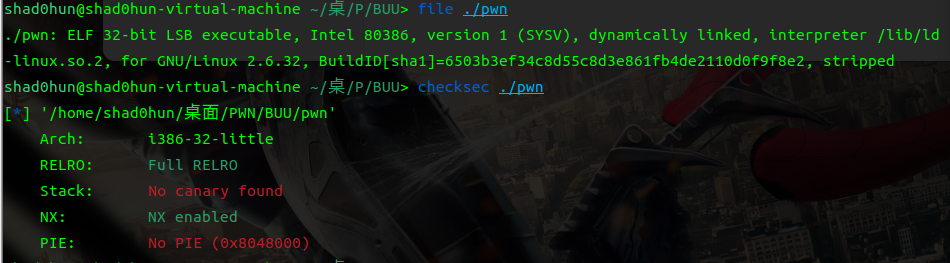 shad0hun@shad0hun-virtual-machine ~/桌/P/BUU> file ./pwn
./pwn: ELF 32-bit LSB executable, Intel 80386, version 1 (SYSV), dynamically linked, interpreter /lib/ld
-linux.so.2, for GNU/Linux 2.6.32, BuildID[sha1]=6503b3ef34c8d55c8d3e861fb4de2110d0f9f8e2, stripped
shad0hun@shad0hun-virtual-machine ~/桌/P/BUU> checksec ./pwn
[*] '/home/shad0hun/桌面/PWN/BUU/pwn'
Arch: i386-32-little
RELRO: Full RELRO
Stack: No canary found
NX: NX enabled
PIE: No PIE (0x8048000)